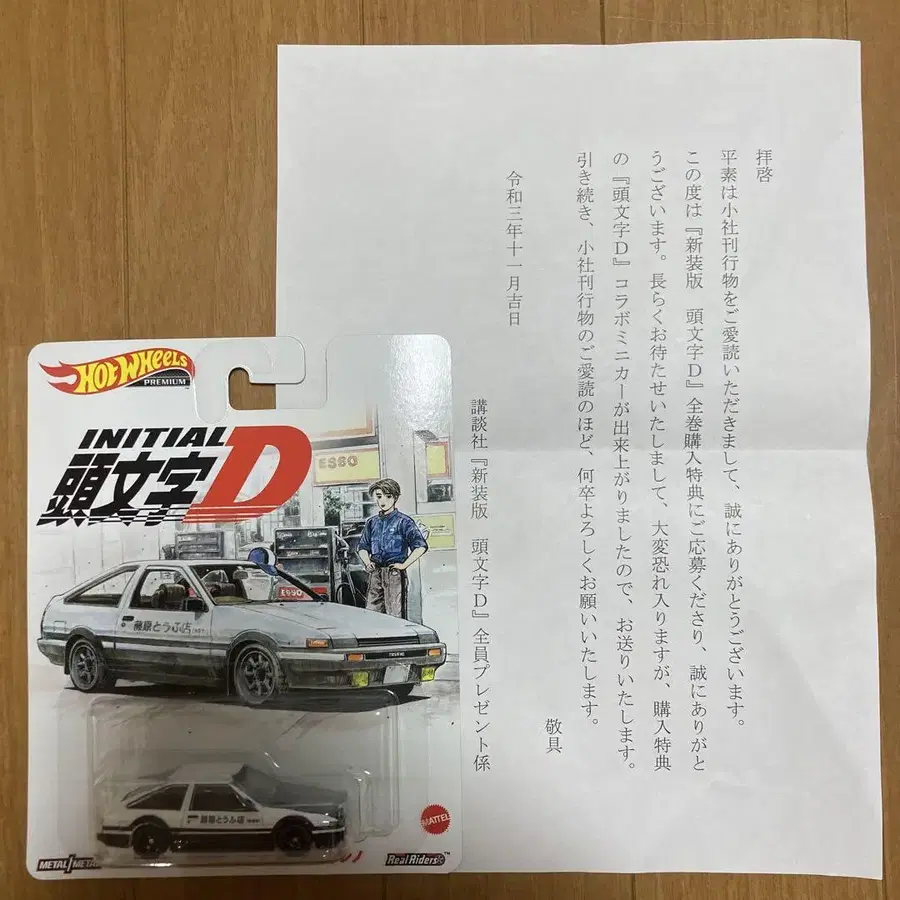 拝啓
平素は小社刊行物をご愛読いただきまして、誠にありがとうございます。
この度は『新装版　頭文字D』全巻購入特典にご応募くださり、誠にありがと
うございます。長らくお待たせいたしまして、大変恐れ入りますが、購入特典
の『頭文字D』コラボミニカーが出来上がりましたので、お送りいたします。
引き続き、小社刊行物のご愛読のほど、何卒よろしくお願いいたします。
敬具
令和三年十一月吉日
講談社『新装版　頭文字D』全員プレゼント係
HOT WHEELS
PREMIUM
INITIAL D
頭文字
ESSO
ESSO
藤原とうふ店
TRUENO
藤原とうふ店
MATTEL
METAL/METAL
Real Riders